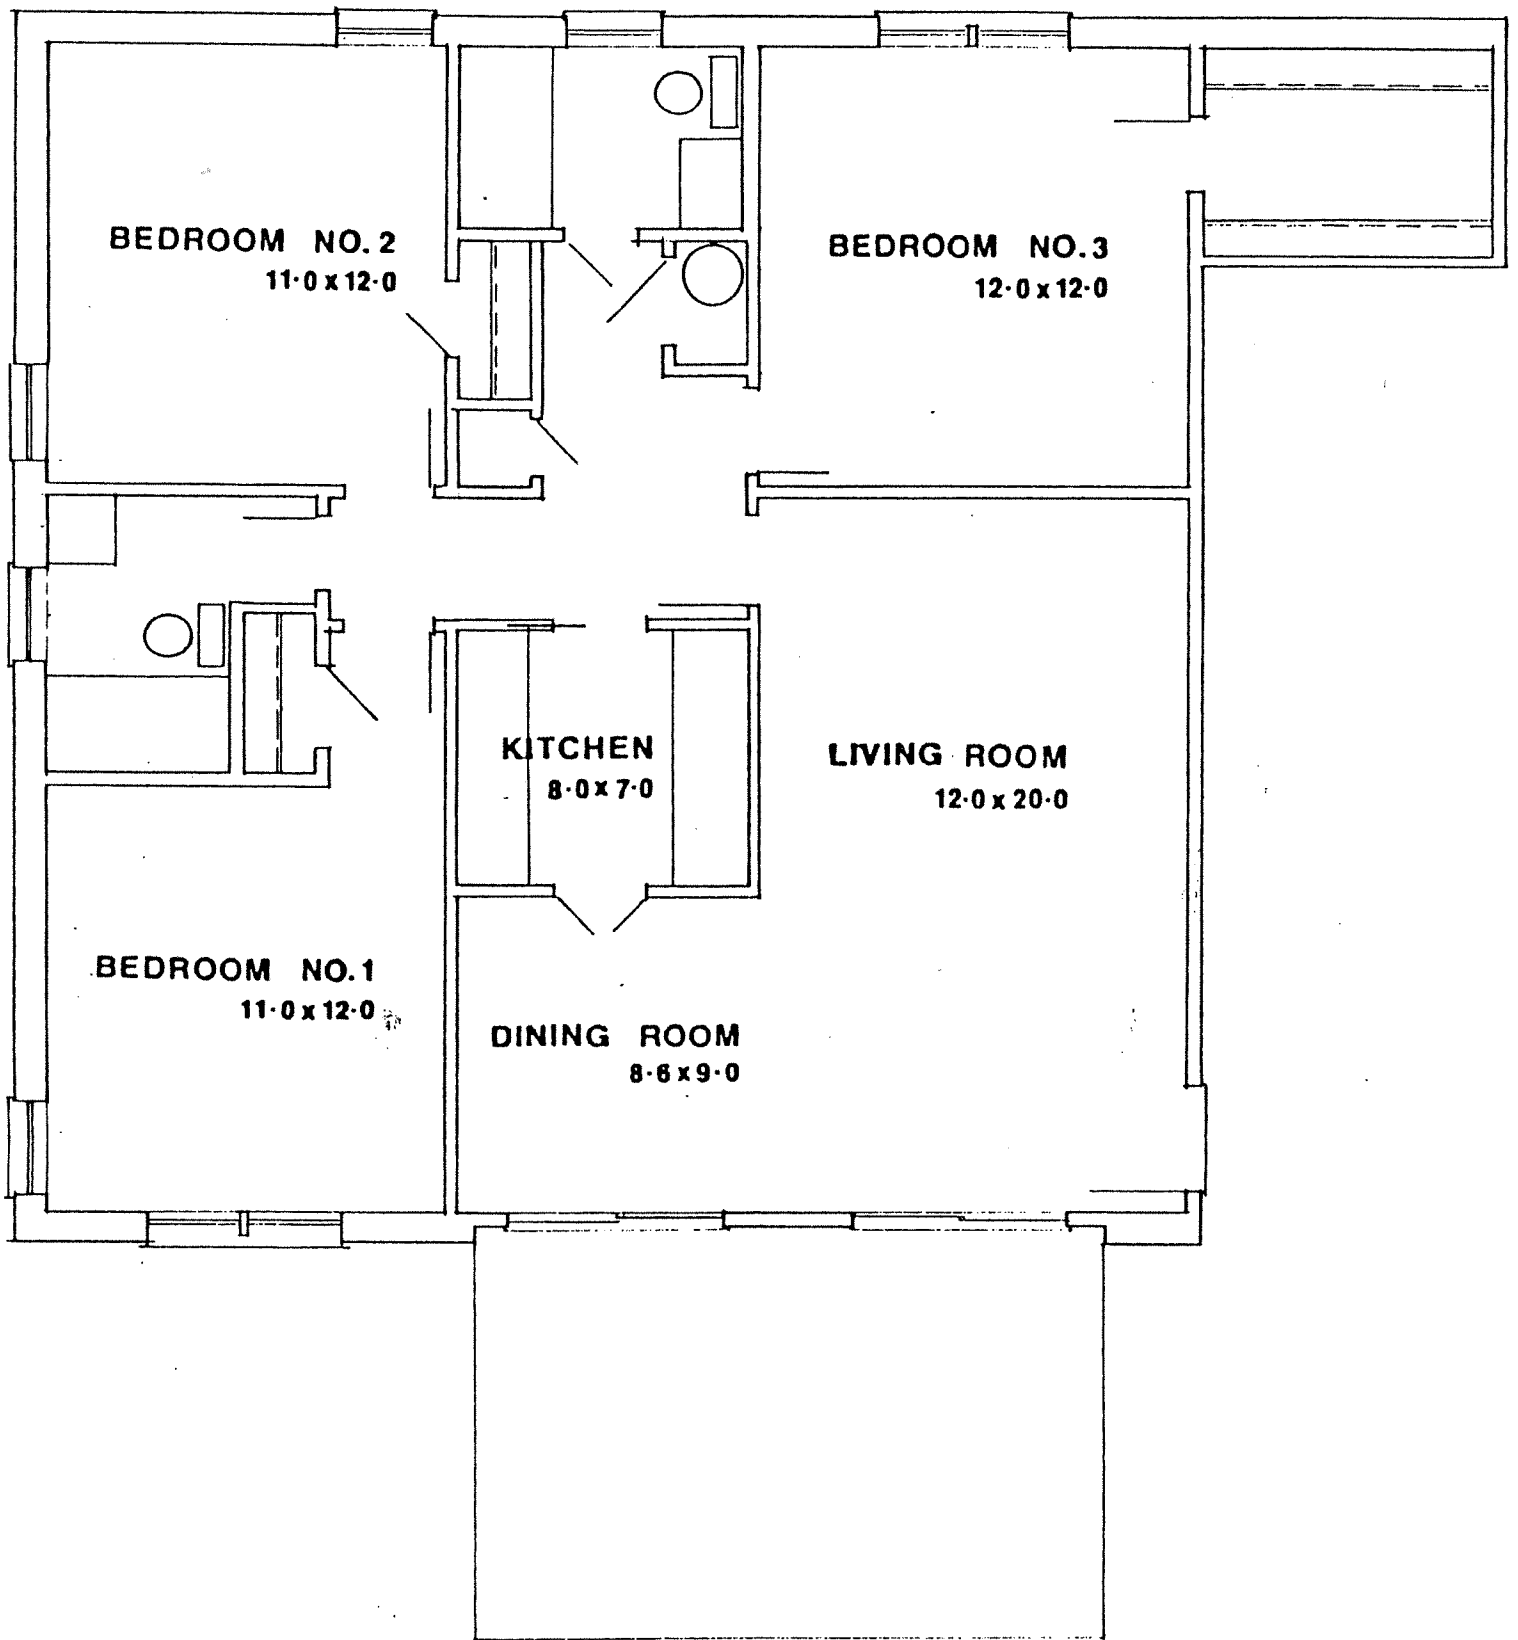 BEDROOM NO. 2
11·0 x 12·0
BEDROOM NO. 3
12·0 x 12·0
KITCHEN
8·0 x 7·0
LIVING ROOM
12·0 x 20·0
BEDROOM NO. 1
11·0 x 12·0
DINING ROOM
8·6 x 9·0